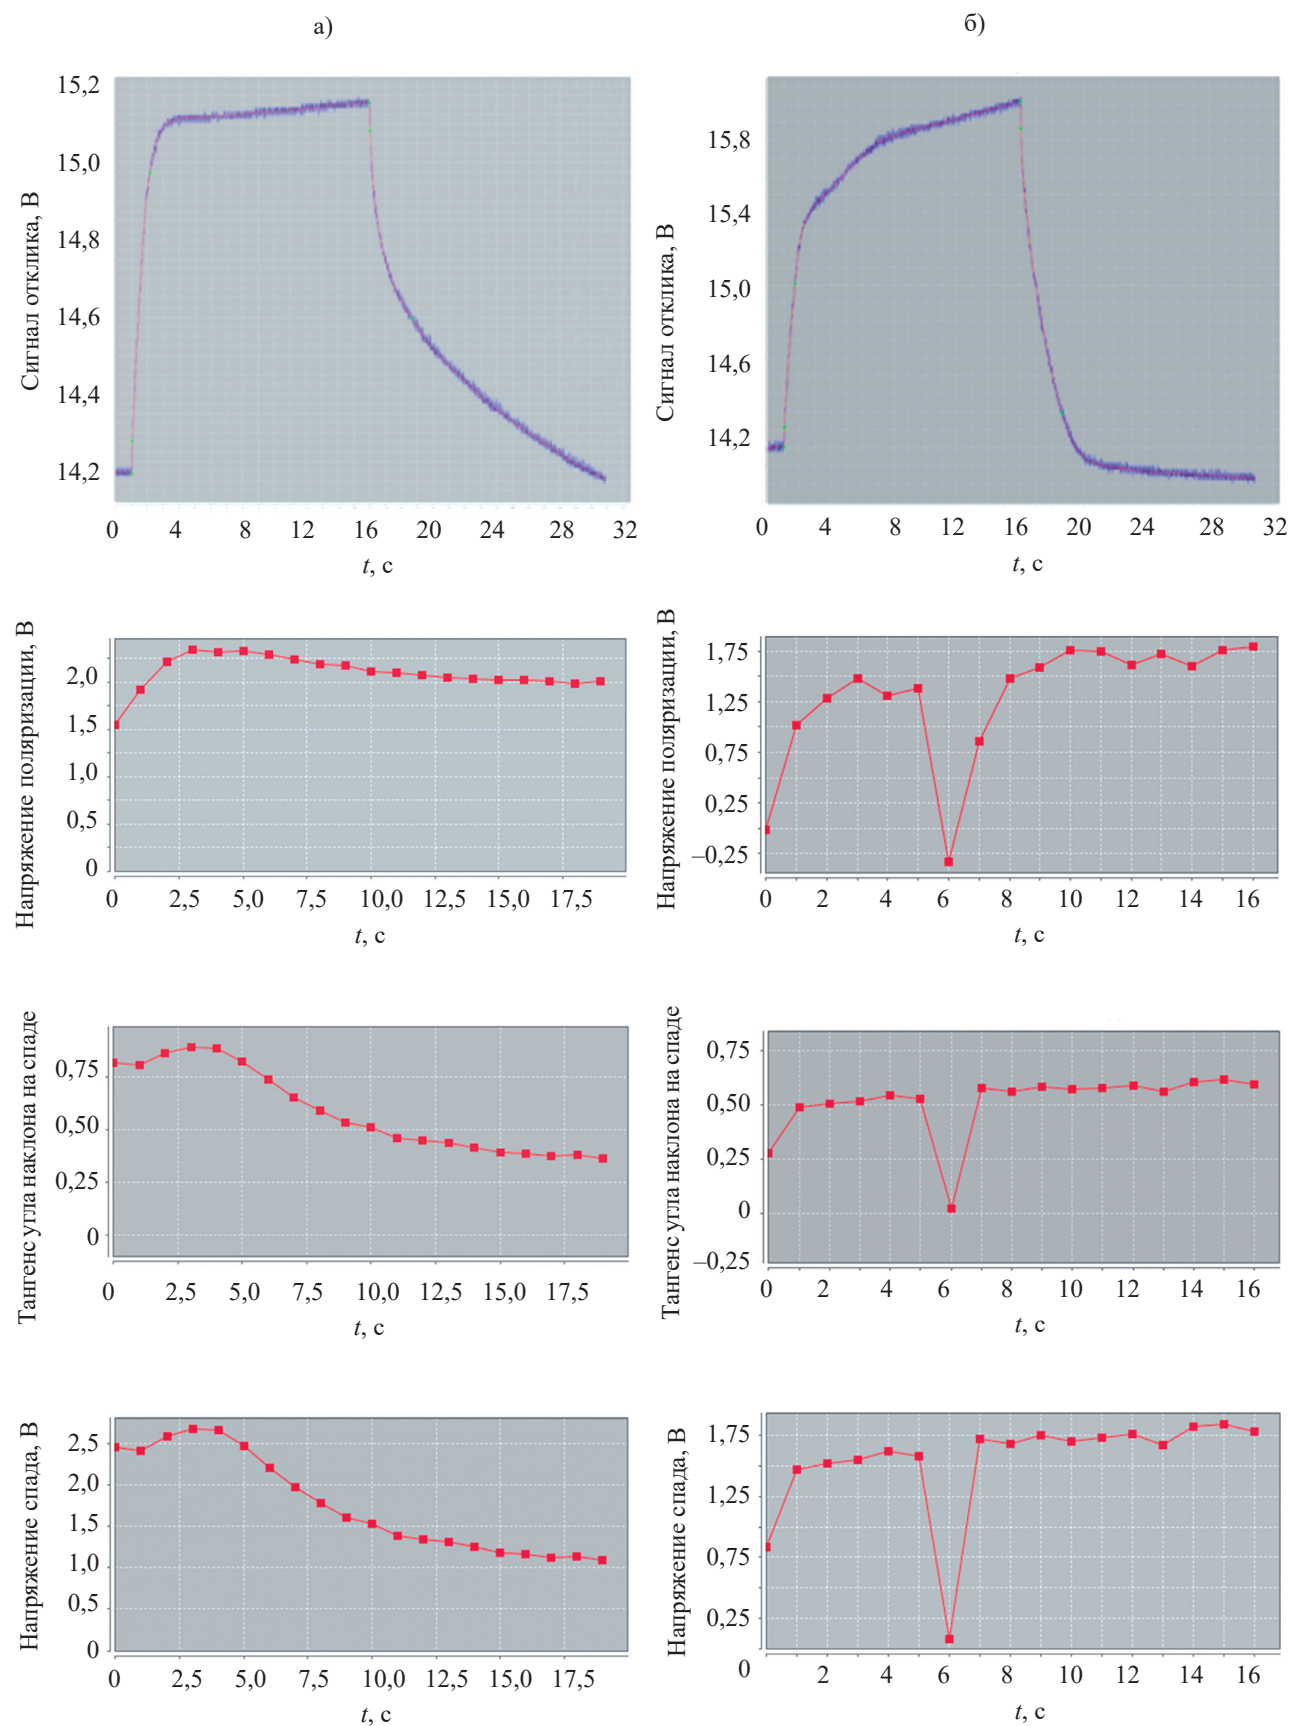 а)
15,2
15,0
14,8
14,6
14,4
14,2
Сигнал отклика, В
0 4 8 12 16 20 24 28 32
t, с
б)
15,8
15,4
15,0
14,6
14,2
Сигнал отклика, В
0 4 8 12 16 20 24 28 32
t, с
Напряжение поляризации, В
2,0
1,5
1,0
0,5
0
0 2,5 5,0 7,5 10,0 12,5 15,0 17,5
t, с
Напряжение поляризации, В
1,75
1,25
0,75
0,25
–0,25
0 2 4 6 8 10 12 14 16
t, с
Тангенс угла наклона на спаде
0,75
0,50
0,25
0
0 2,5 5,0 7,5 10,0 12,5 15,0 17,5
t, с
Тангенс угла наклона на спаде
0,75
0,50
0,25
0
–0,25
0 2 4 6 8 10 12 14 16
t, с
Напряжение спада, В
2,5
2,0
1,5
1,0
0,5
0
0 2,5 5,0 7,5 10,0 12,5 15,0 17,5
t, с
Напряжение спада, В
1,75
1,25
0,75
0,25
0 2 4 6 8 10 12 14 16
t, с